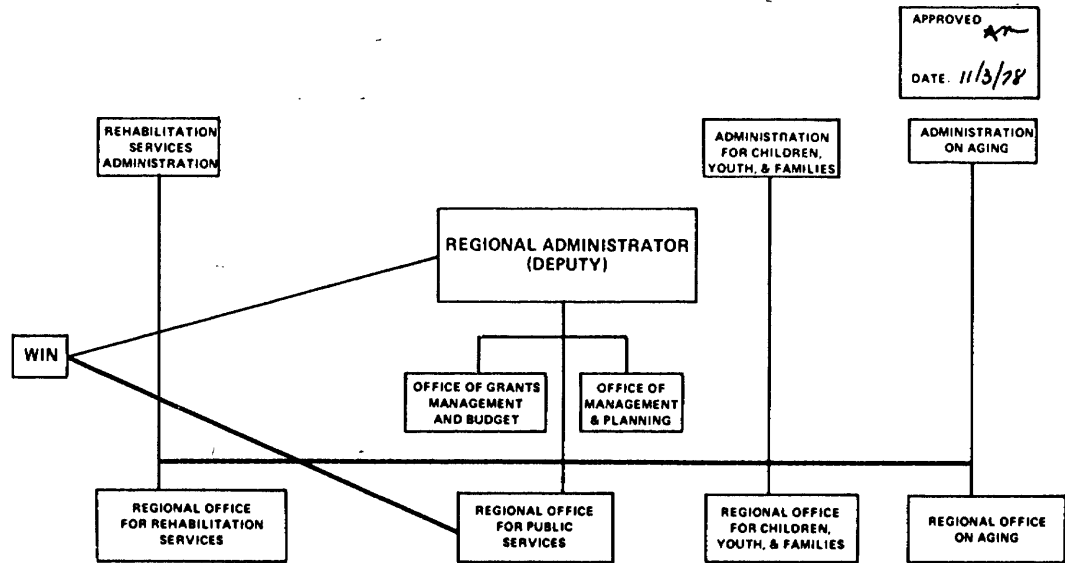 APPROVED
DATE. 11/3/78
REHABILITATION
SERVICES
ADMINISTRATION
ADMINISTRATION
FOR CHILDREN,
YOUTH, & FAMILIES
ADMINISTRATION
ON AGING
REGIONAL ADMINISTRATOR
(DEPUTY)
WIN
OFFICE OF GRANTS
MANAGEMENT
AND BUDGET
OFFICE OF
MANAGEMENT
& PLANNING
REGIONAL OFFICE
FOR REHABILITATION
SERVICES
REGIONAL OFFICE
FOR PUBLIC
SERVICES
REGIONAL OFFICE
FOR CHILDREN,
YOUTH, & FAMILIES
REGIONAL OFFICE
ON AGING